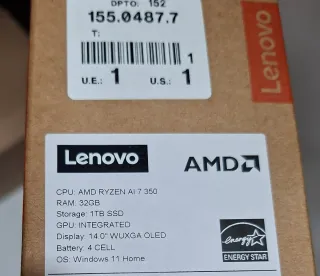 DPTO: 152
155.0487.7
T:
1
U.E.: 1 U.S.: 1
Lenovo
Lenovo AMD
CPU: AMD RYZEN AI 7 350
RAM: 32GB
Storage: 1TB SSD
GPU: INTEGRATED
Display: 14.0" WUXGA OLED
Battery: 4 CELL
OS: Windows 11 Home
energy
ENERGY STAR